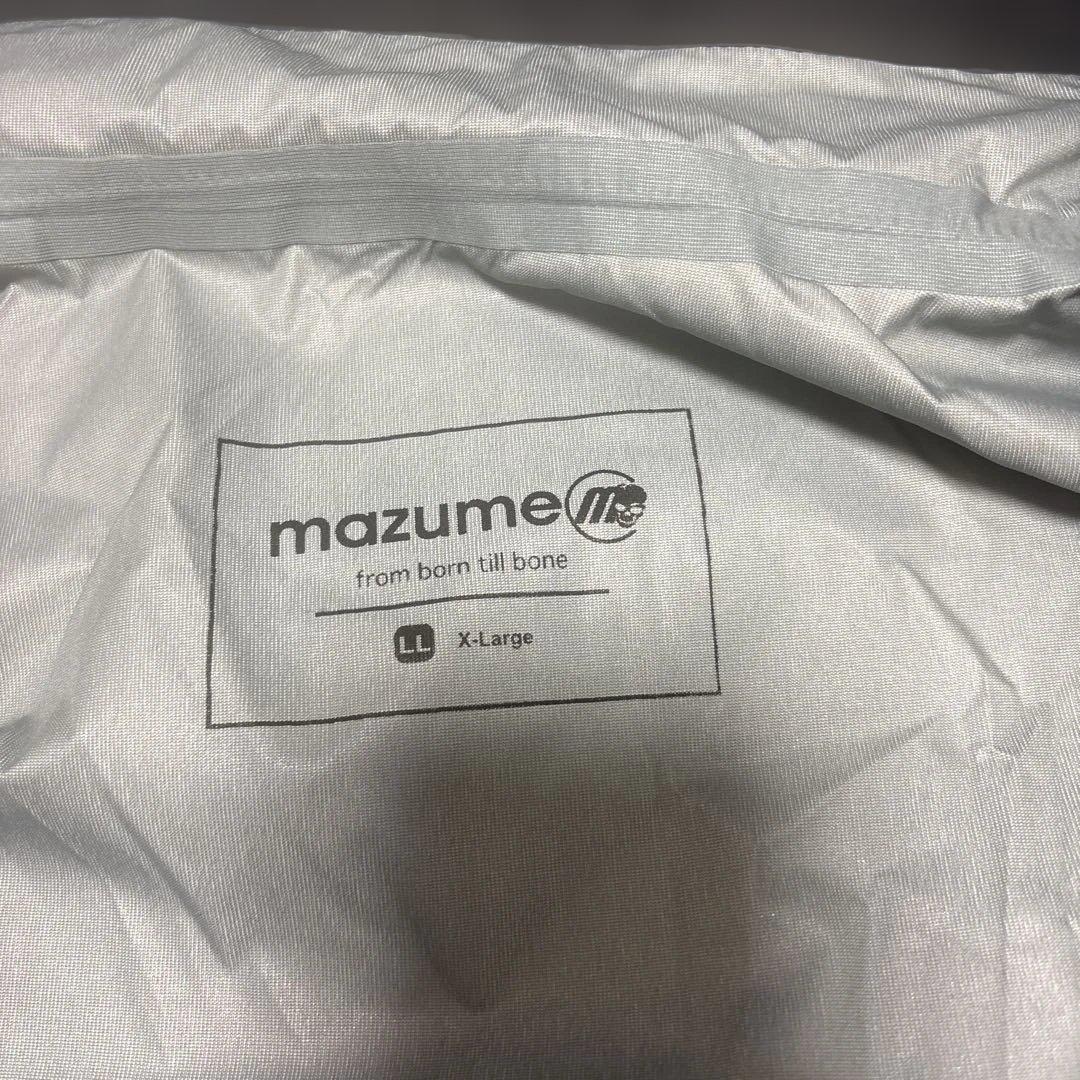 mazume m
from born till bone
LL X-Large